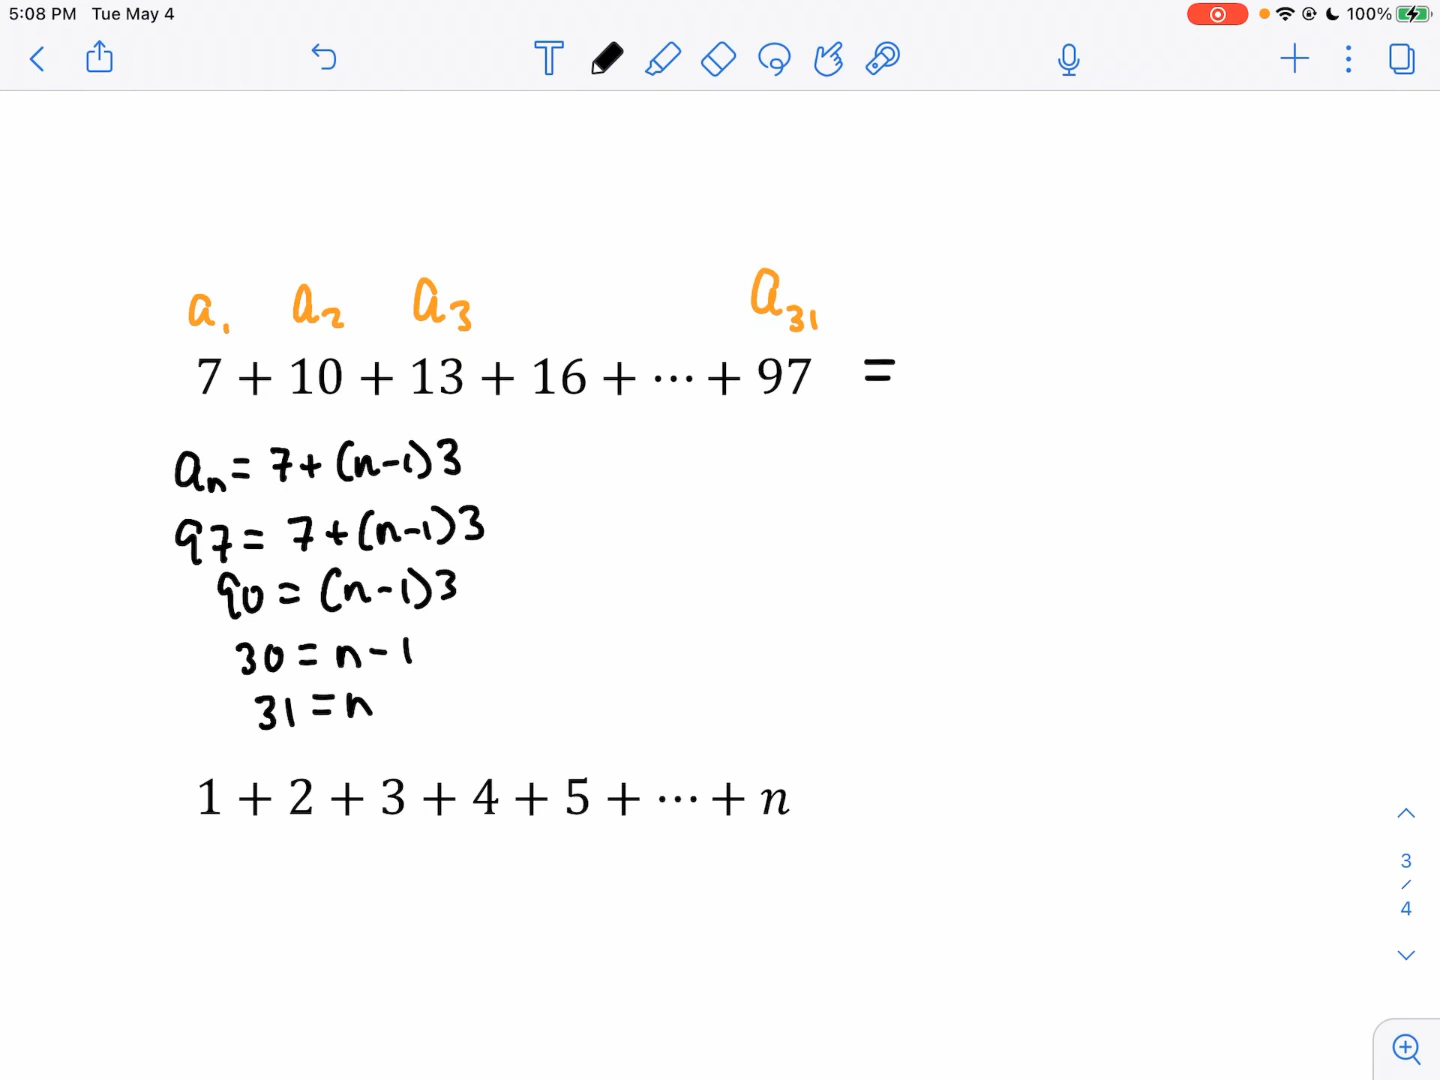 5:08 PM Tue May 4 100%
a₁ a₂ a₃ a₃₁
7 + 10 + 13 + 16 + ⋯ + 97 =
aₙ = 7 + (n-1)3
97 = 7 + (n-1)3
90 = (n-1)3
30 = n - 1
31 = n
1 + 2 + 3 + 4 + 5 + ⋯ + n
3
/
4